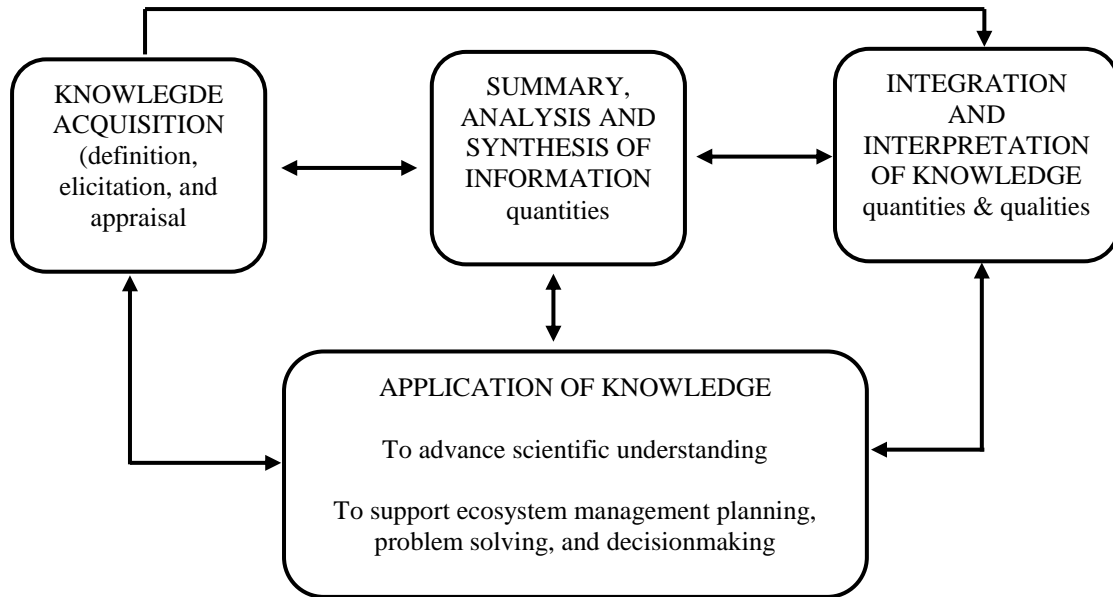 KNOWLEGDE
ACQUISITION
(definition,
elicitation, and
appraisal
SUMMARY,
ANALYSIS AND
SYNTHESIS OF
INFORMATION
quantities
INTEGRATION
AND
INTERPRETATION
OF KNOWLEDGE
quantities & qualities
APPLICATION OF KNOWLEDGE
To advance scientific understanding
To support ecosystem management planning,
problem solving, and decisionmaking